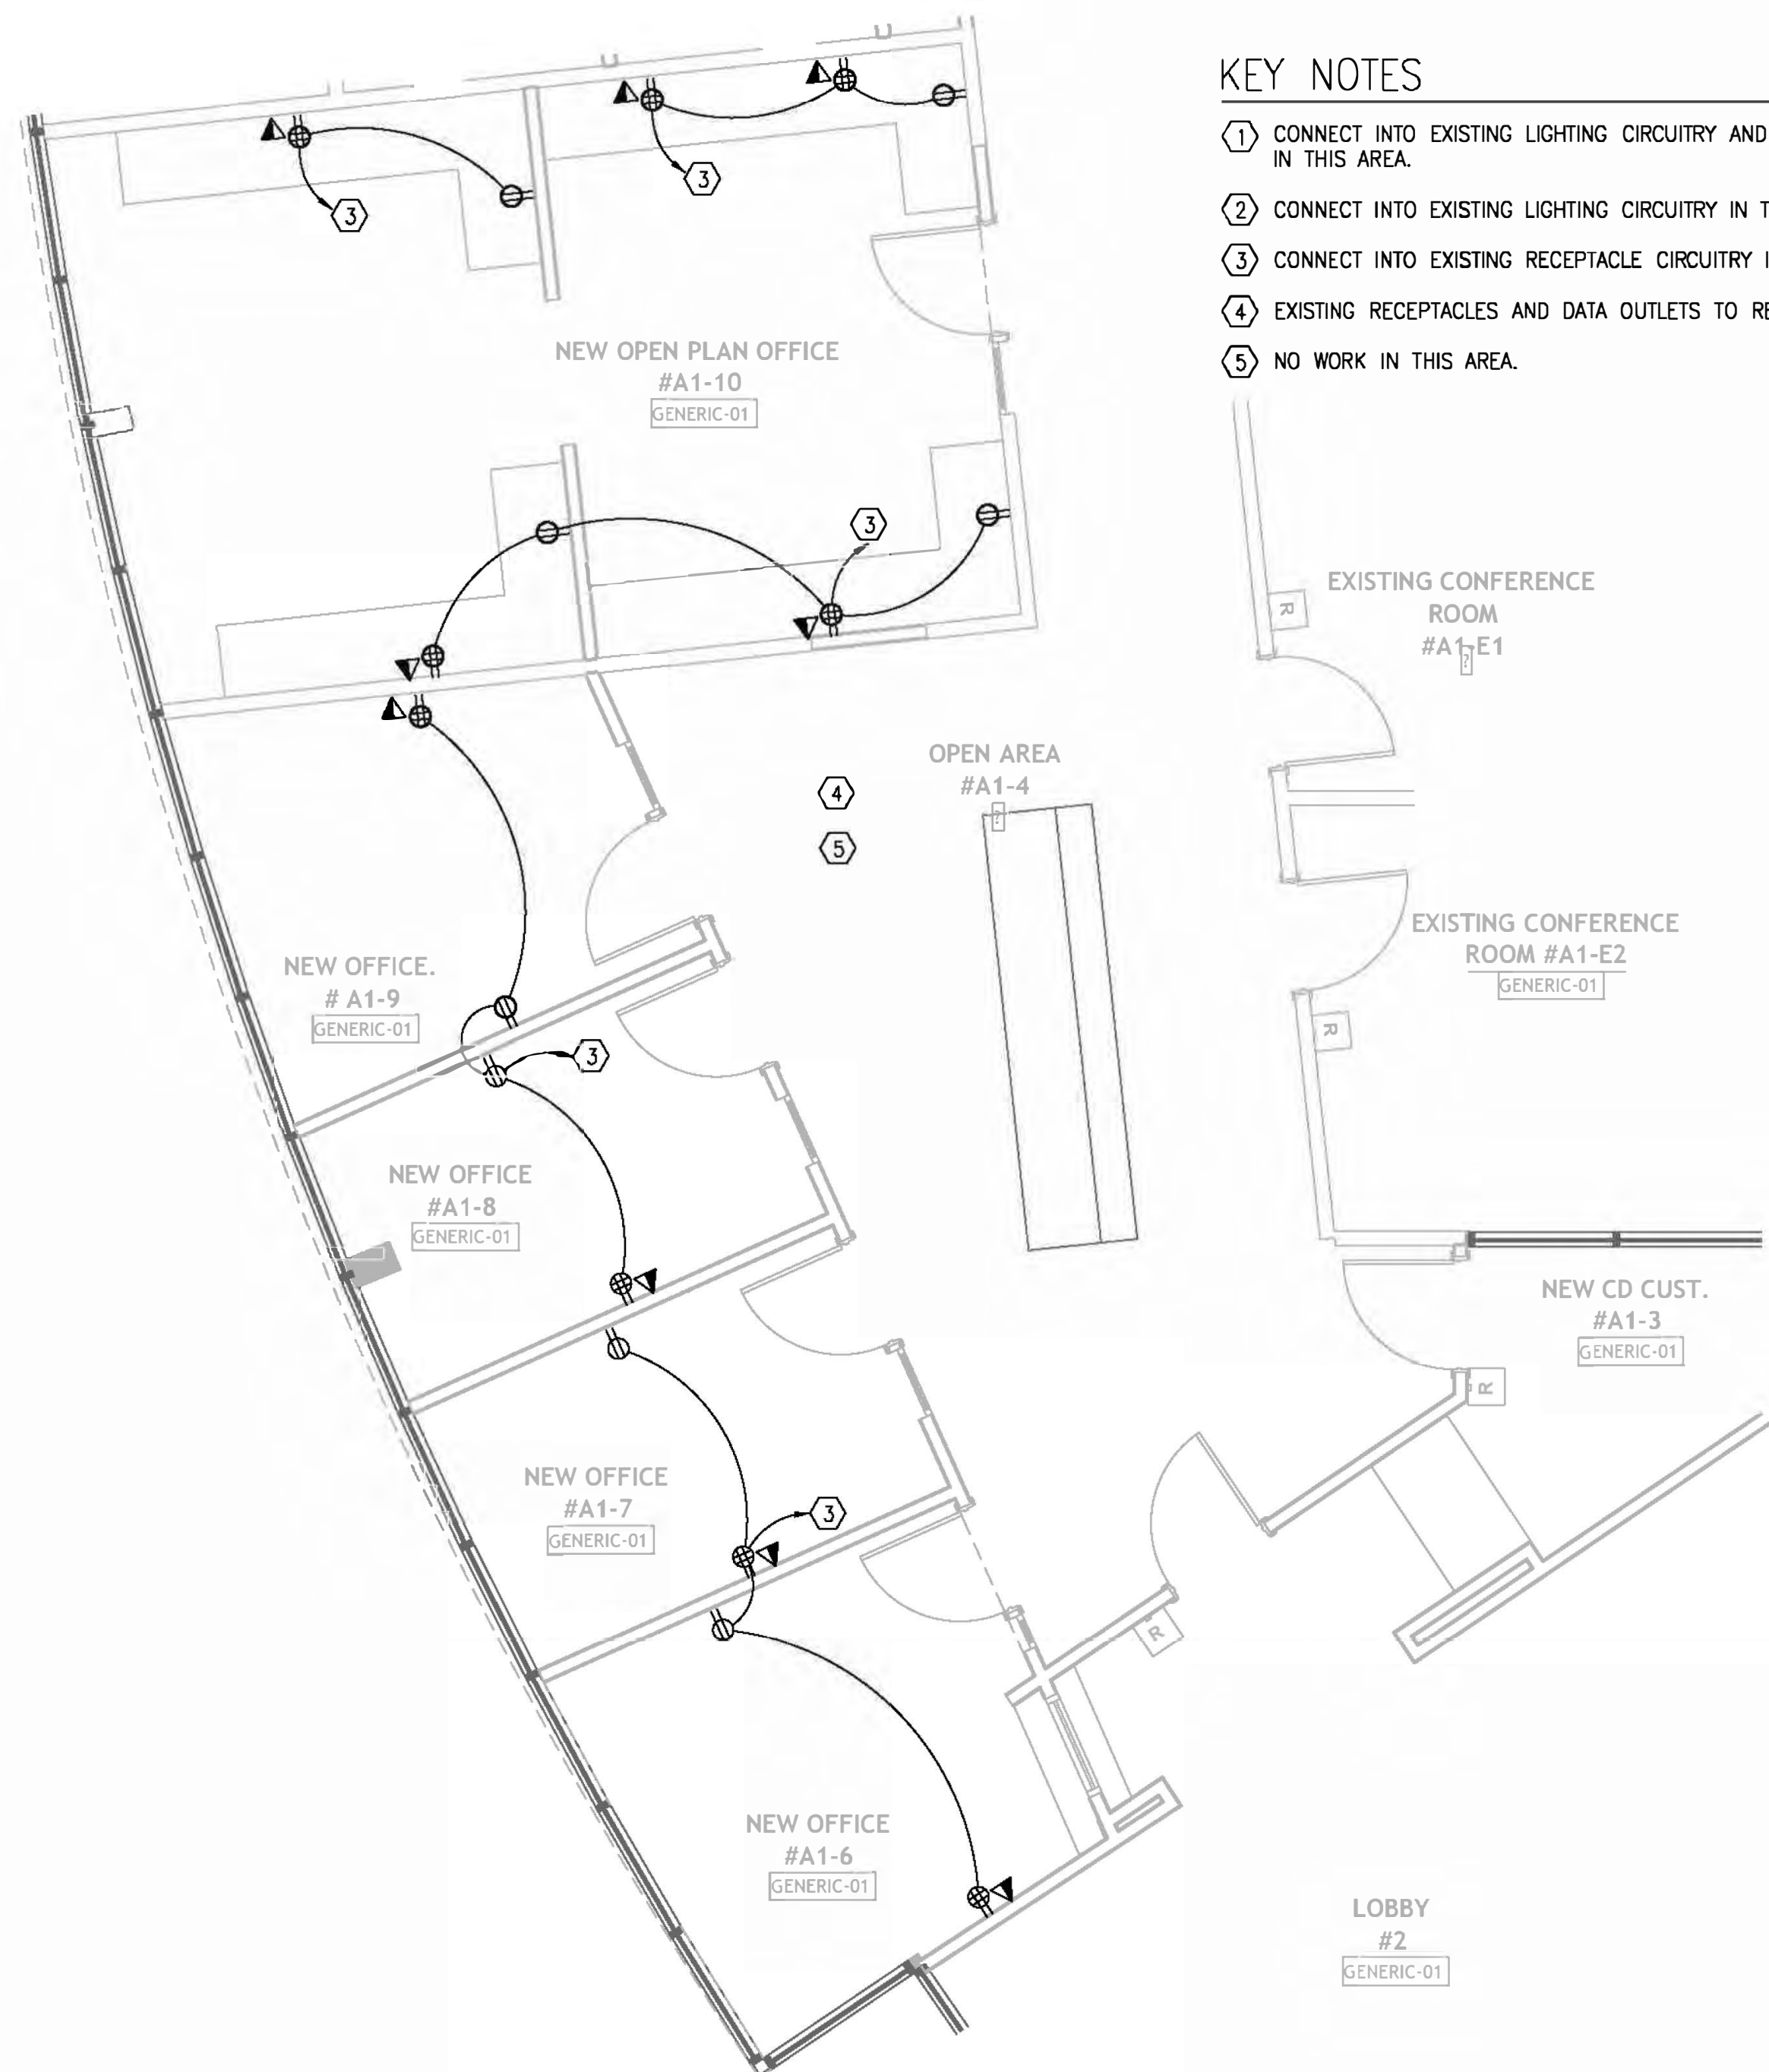 KEY NOTES
1 CONNECT INTO EXISTING LIGHTING CIRCUITRY AND
IN THIS AREA.
2 CONNECT INTO EXISTING LIGHTING CIRCUITRY IN T
3 CONNECT INTO EXISTING RECEPTACLE CIRCUITRY I
4 EXISTING RECEPTACLES AND DATA OUTLETS TO RE
5 NO WORK IN THIS AREA.
3
3
NEW OPEN PLAN OFFICE
#A1-10
GENERIC-01
3
EXISTING CONFERENCE
ROOM
#A1-E1
?
R
OPEN AREA
#A1-4
?
4
5
EXISTING CONFERENCE
ROOM #A1-E2
GENERIC-01
R
NEW OFFICE.
# A1-9
GENERIC-01
3
NEW OFFICE
#A1-8
GENERIC-01
NEW CD CUST.
#A1-3
GENERIC-01
R
NEW OFFICE
#A1-7
GENERIC-01
3
R
NEW OFFICE
#A1-6
GENERIC-01
LOBBY
#2
GENERIC-01